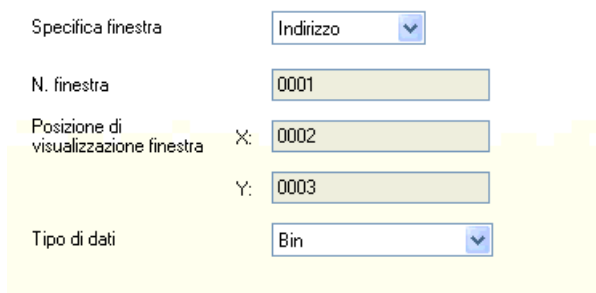 Specifica finestra Indirizzo
N. finestra 0001
Posizione di
visualizzazione finestra X: 0002
Y: 0003
Tipo di dati Bin